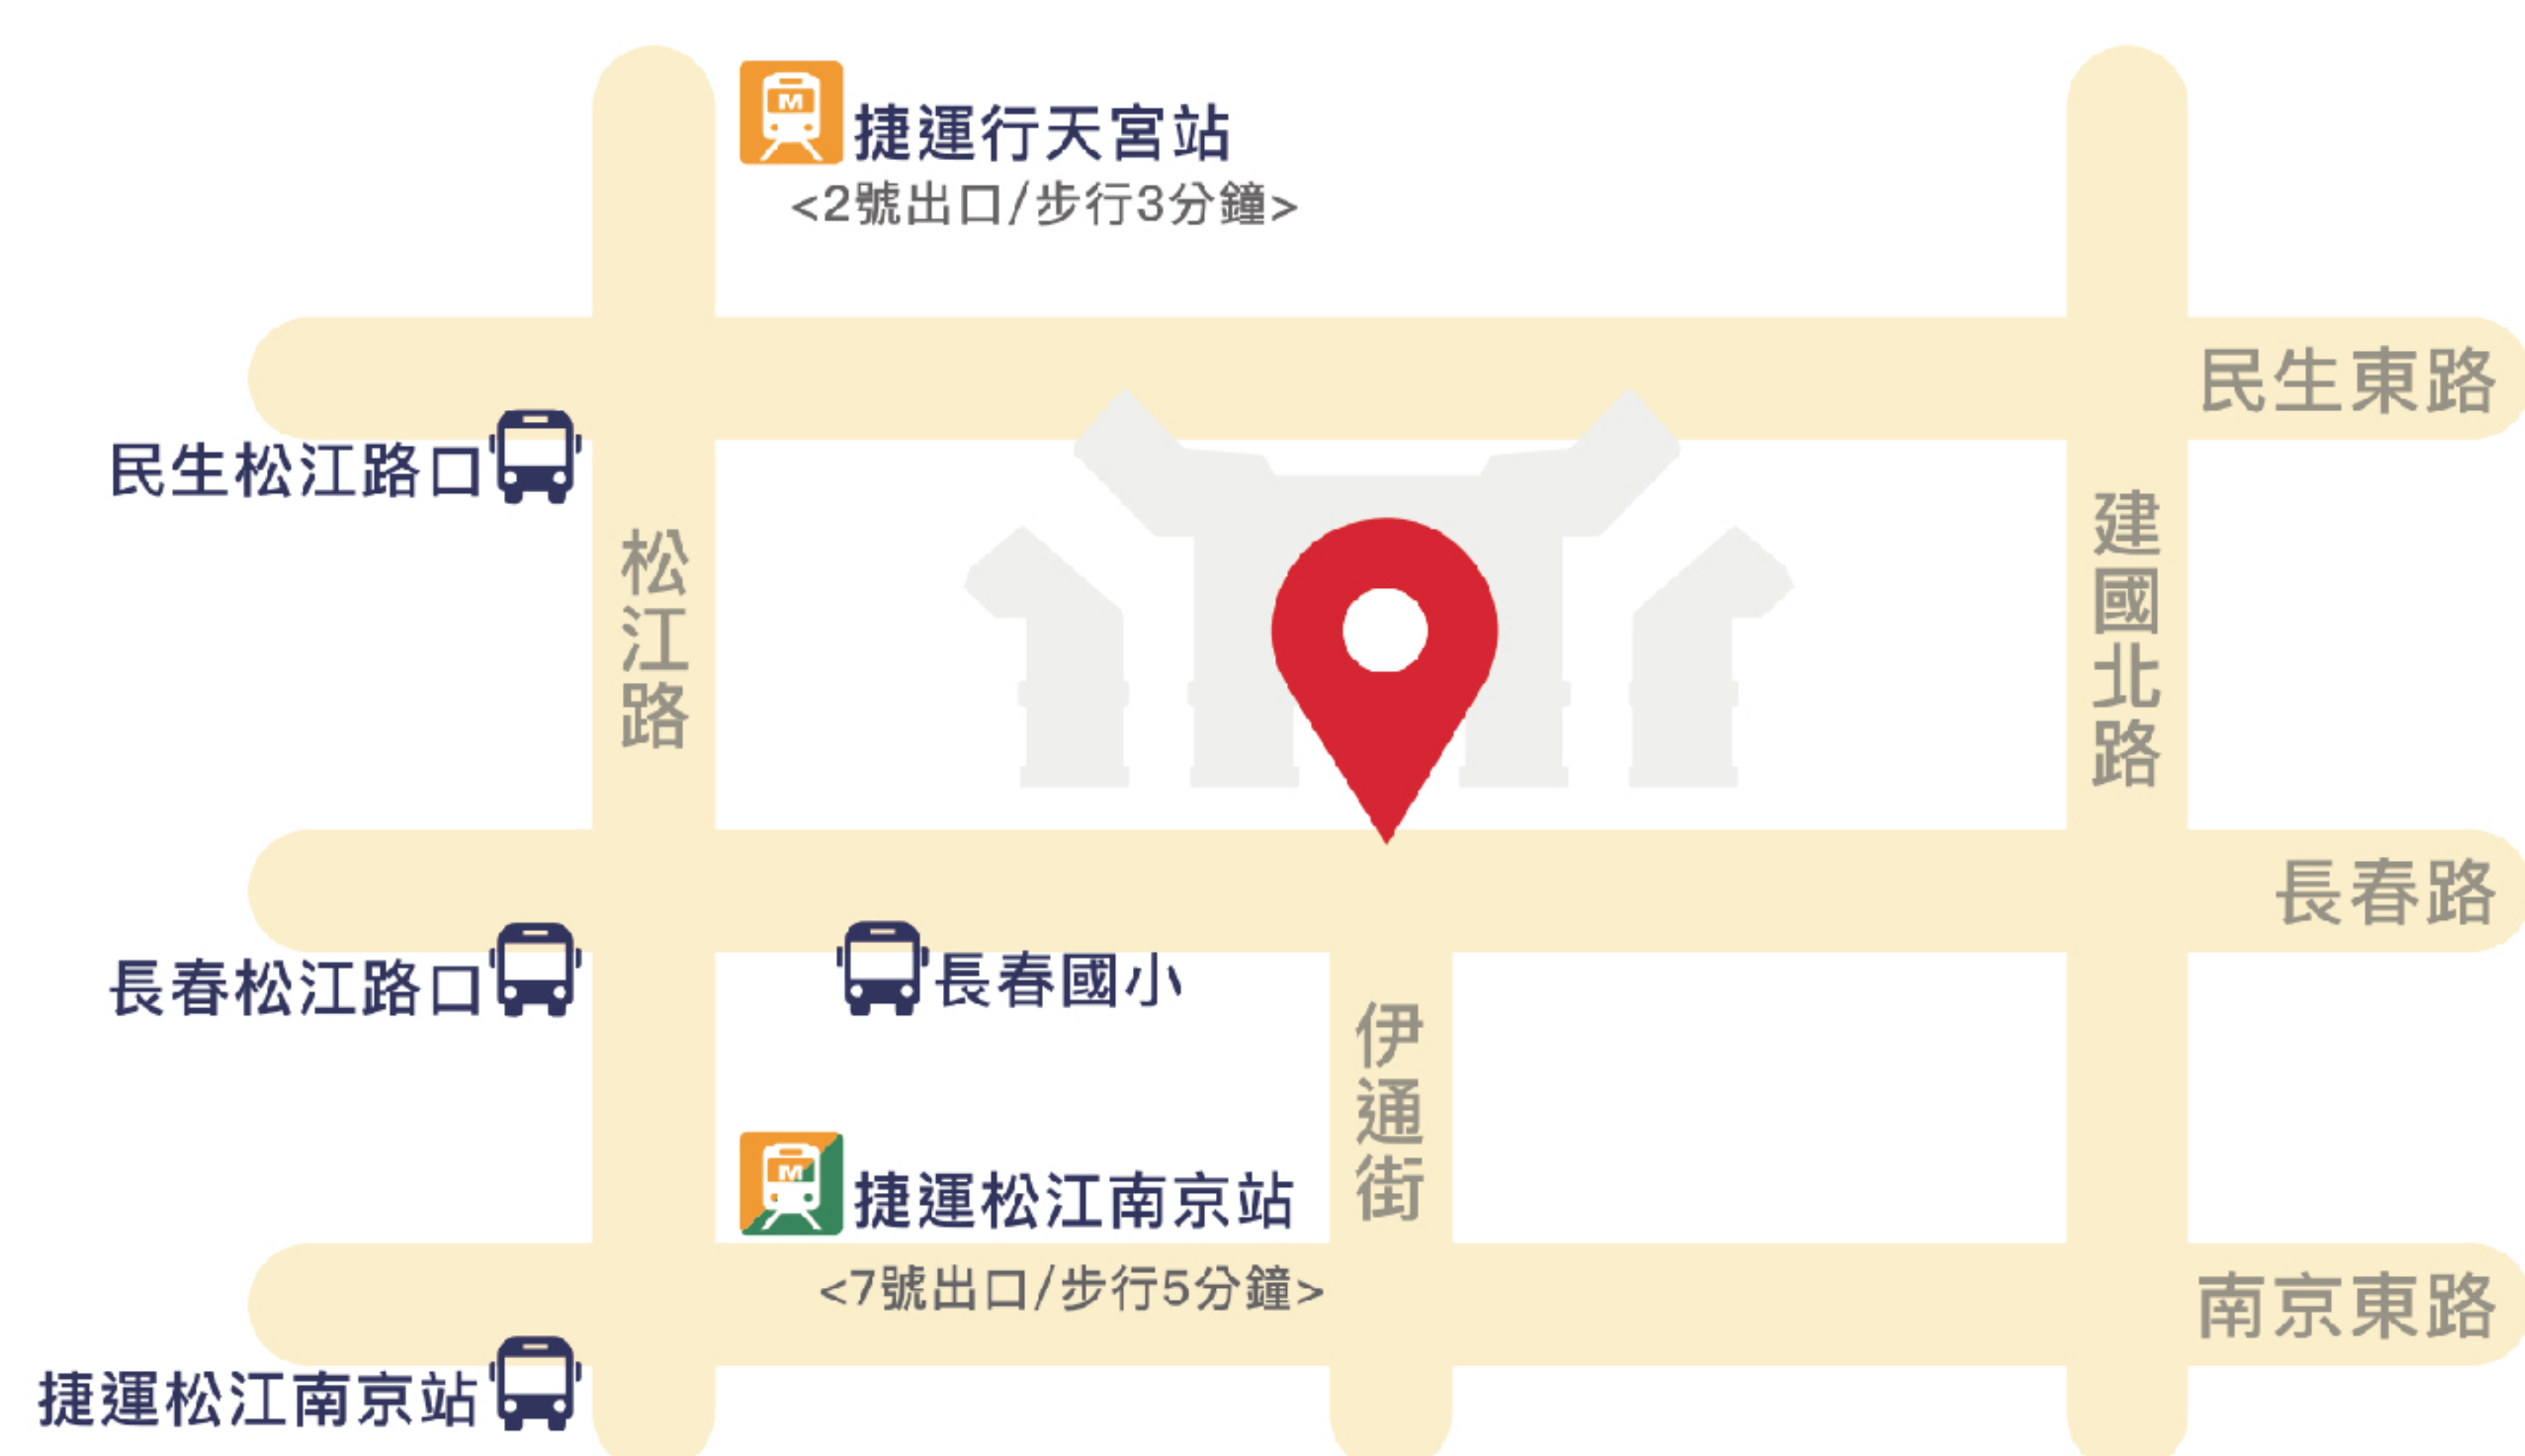 M
捷運行天宮站
<2號出口/步行3分鐘>
民生東路
民生松江路口
松江路
建國北路
長春路
長春松江路口
長春國小
伊通街
M
捷運松江南京站
<7號出口/步行5分鐘>
南京東路
捷運松江南京站